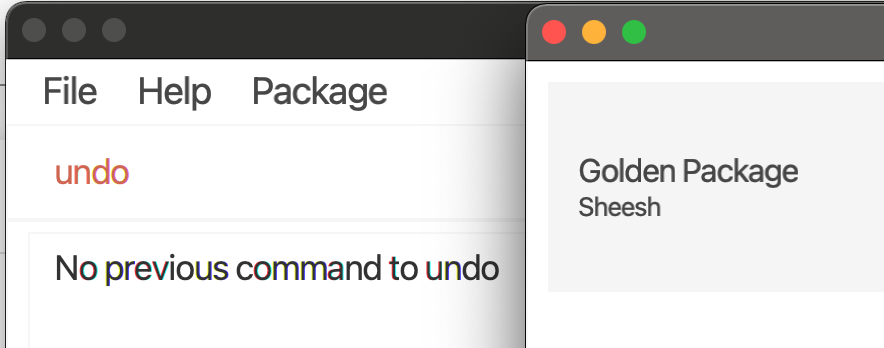 File Help Package
undo
No previous command to undo
Golden Package
Sheesh